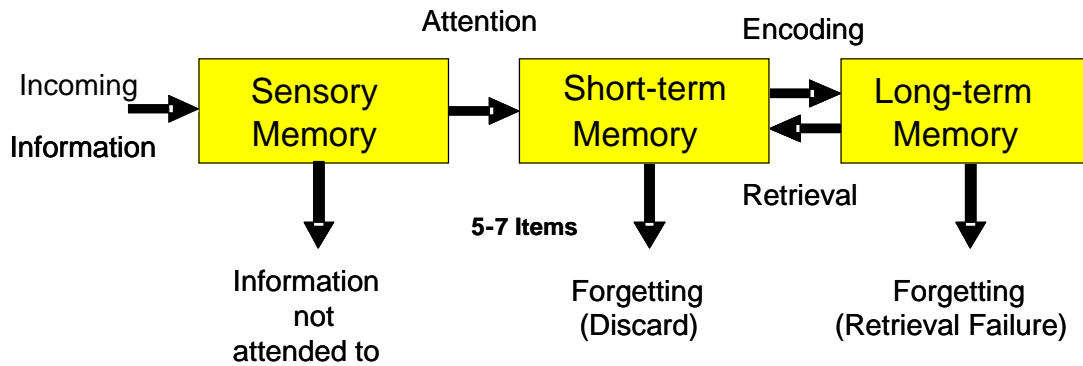 Attention
Encoding
Incoming
Information
Sensory
Memory
Short-term
Memory
Long-term
Memory
Retrieval
5-7 Items
Information
not
attended to
Forgetting
(Discard)
Forgetting
(Retrieval Failure)